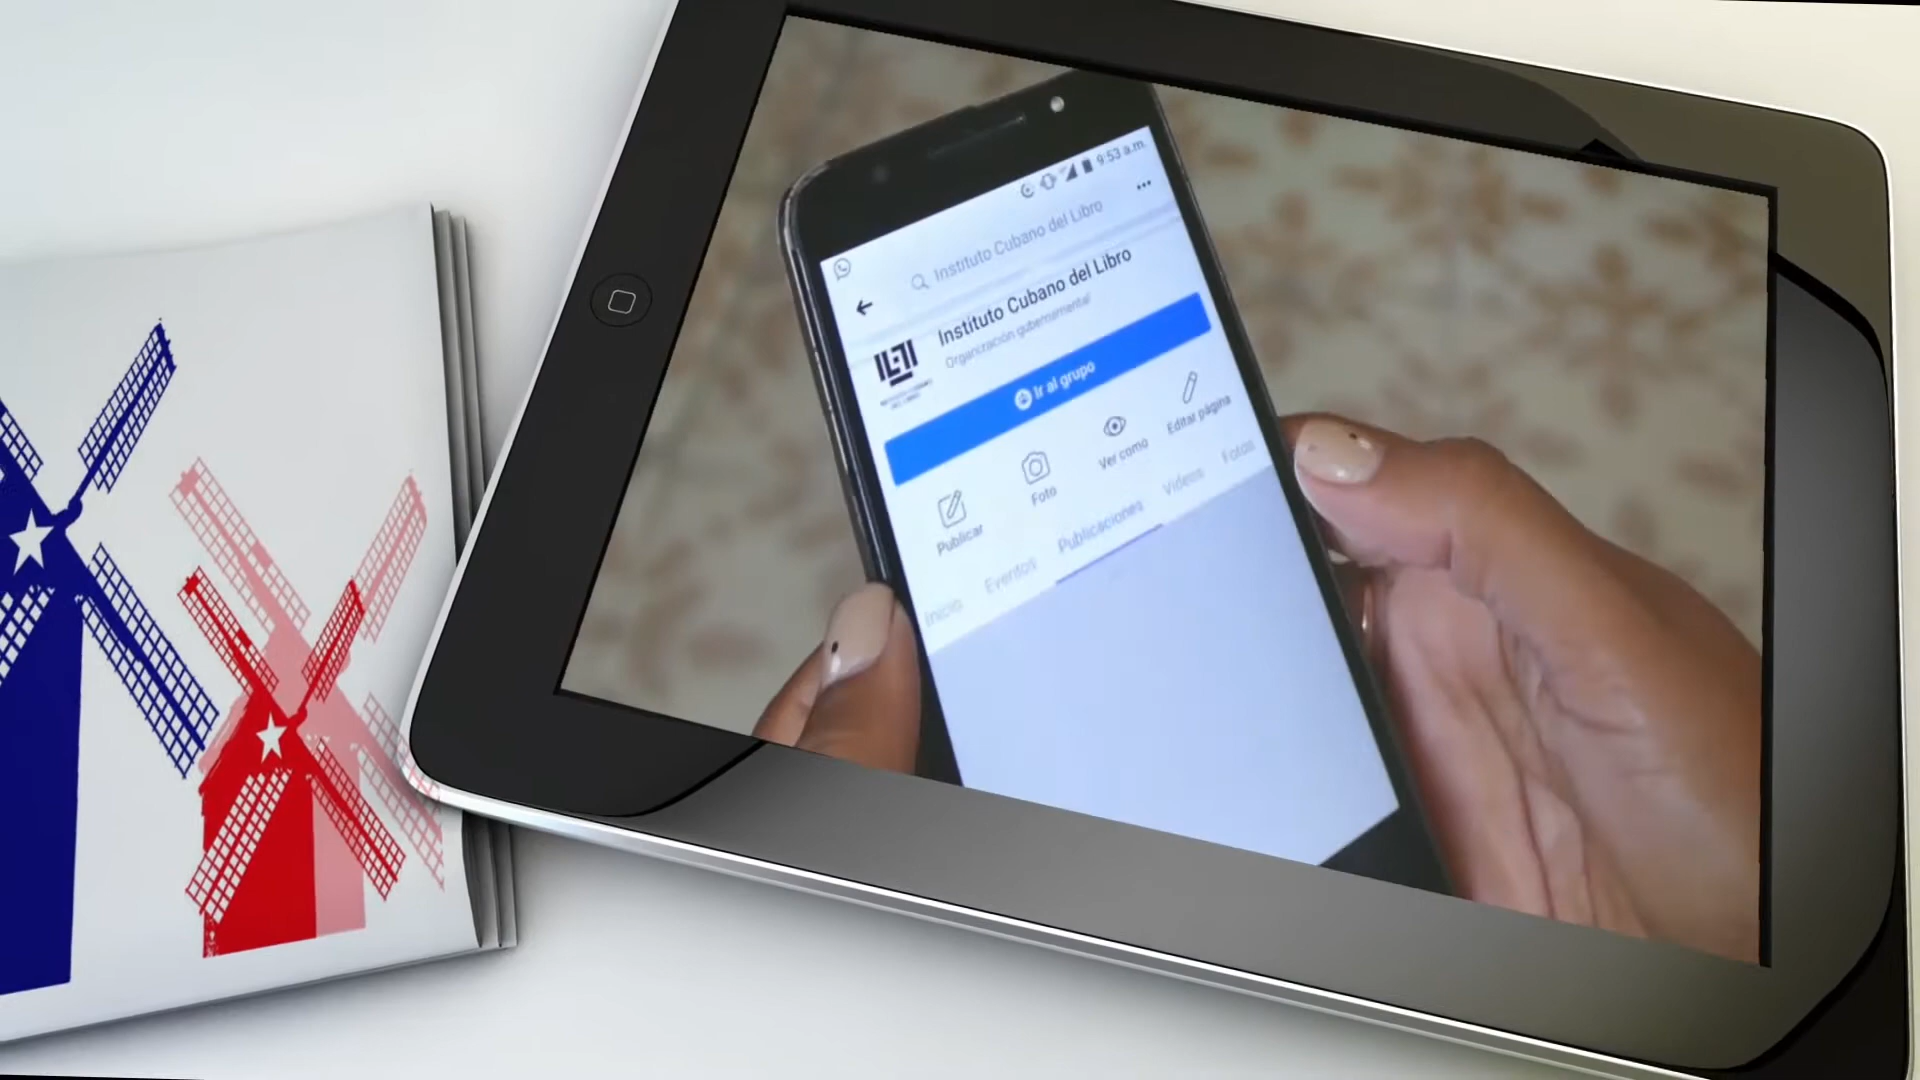 9:53 a.m.
Instituto Cubano del Libro
Instituto Cubano del Libro
Organización gubernamental
Ir al grupo
Publicar
Foto
Ver como
Editar página
Inicio
Eventos
Publicaciones
Videos
Fotos